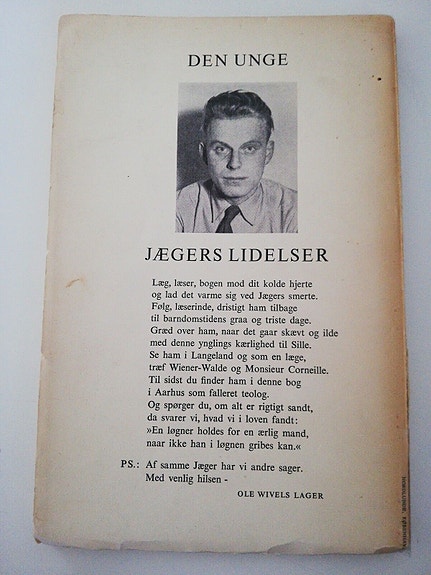 DEN UNGE
JÆGERS LIDELSER
Læg, læser, bogen mod dit kolde hjerte
og lad det varme sig ved Jægers smerte.
Følg, læserinde, dristigt ham tilbage
til barndomstidens graa og triste dage.
Græd over ham, naar det gaar skævt og ilde
med denne ynglings kærlighed til Sille.
Se ham i Langeland og som en læge,
træf Wiener-Walde og Monsieur Corneille.
Til sidst du finder ham i denne bog
i Aarhus som falleret teolog.
Og spørger du, om alt er rigtigt sandt,
da svarer vi, hvad vi i loven fandt:
»En løgner holdes for en ærlig mand,
naar ikke han i løgnen gribes kan.«
PS.: Af samme Jæger har vi andre sager.
Med venlig hilsen -
OLE WIVELS LAGER